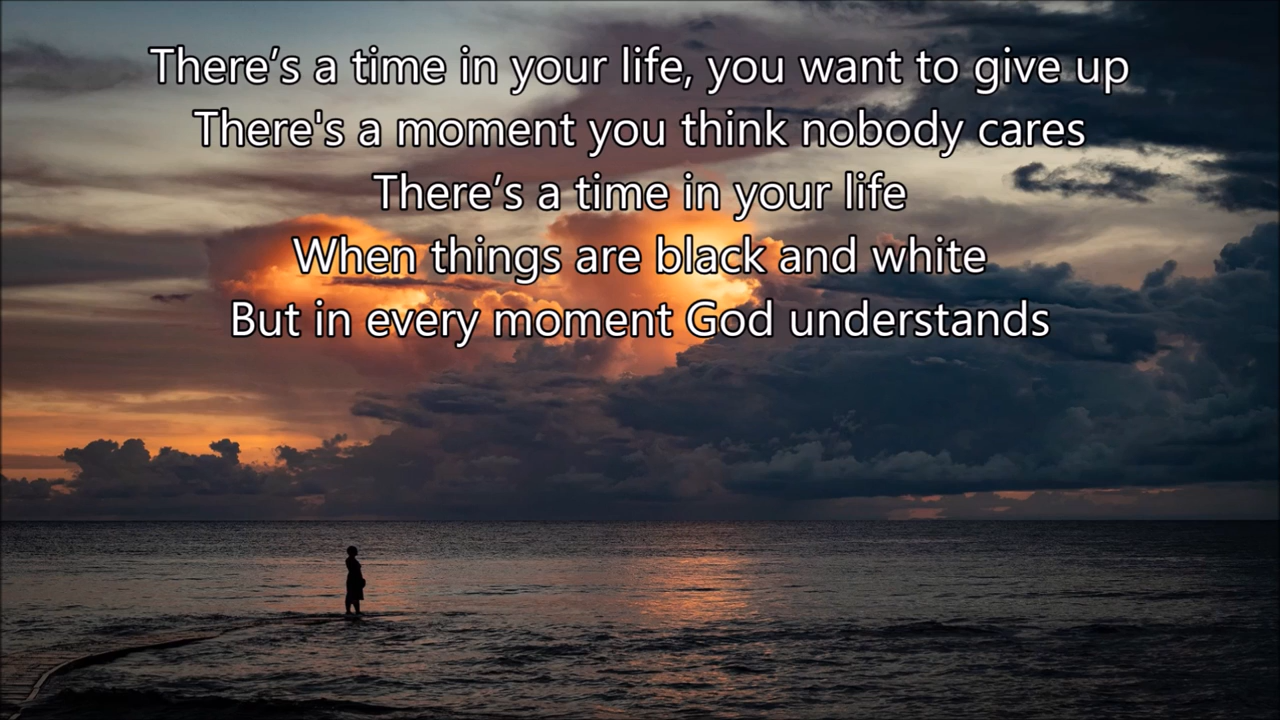 There’s a time in your life, you want to give up
There's a moment you think nobody cares
There’s a time in your life
When things are black and white
But in every moment God understands